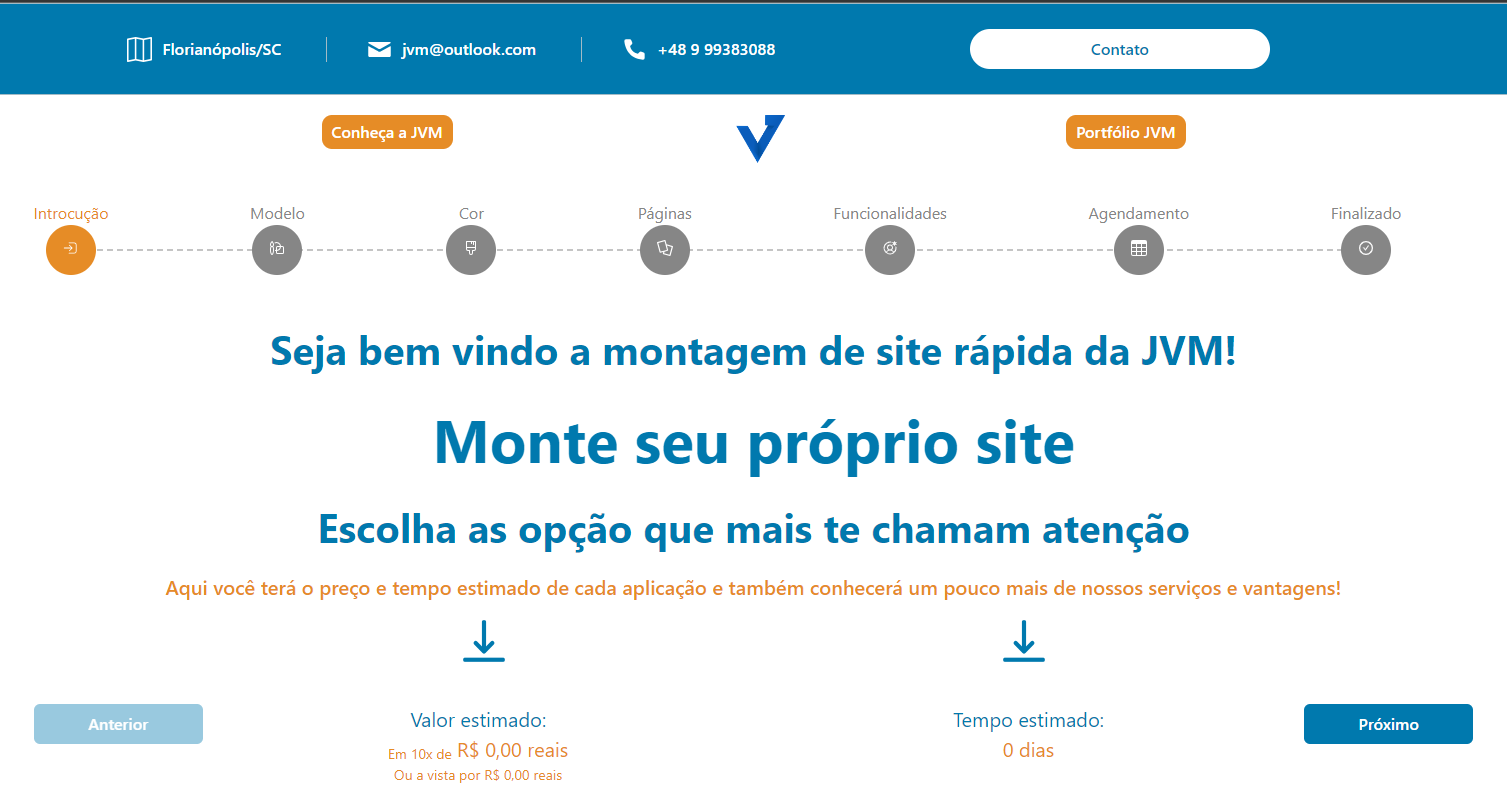 Florianópolis/SC
jvm@outlook.com
+48 9 99383088
Contato
Conheça a JVM
Portfólio JVM
Introcução
Modelo
Cor
Páginas
Funcionalidades
Agendamento
Finalizado
Seja bem vindo a montagem de site rápida da JVM!
Monte seu próprio site
Escolha as opção que mais te chamam atenção
Aqui você terá o preço e tempo estimado de cada aplicação e também conhecerá um pouco mais de nossos serviços e vantagens!
Anterior
Valor estimado:
Em 10x de R$ 0,00 reais
Ou a vista por R$ 0,00 reais
Tempo estimado:
0 dias
Próximo